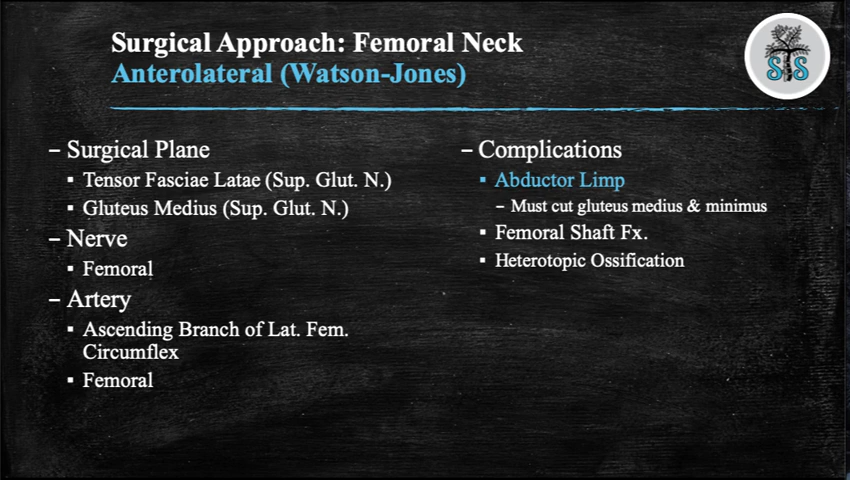 Surgical Approach: Femoral Neck
Anterolateral (Watson-Jones)
SIS
– Surgical Plane
▪ Tensor Fasciae Latae (Sup. Glut. N.)
▪ Gluteus Medius (Sup. Glut. N.)
– Nerve
▪ Femoral
– Artery
▪ Ascending Branch of Lat. Fem.
Circumflex
▪ Femoral
– Complications
▪ Abductor Limp
– Must cut gluteus medius & minimus
▪ Femoral Shaft Fx.
▪ Heterotopic Ossification